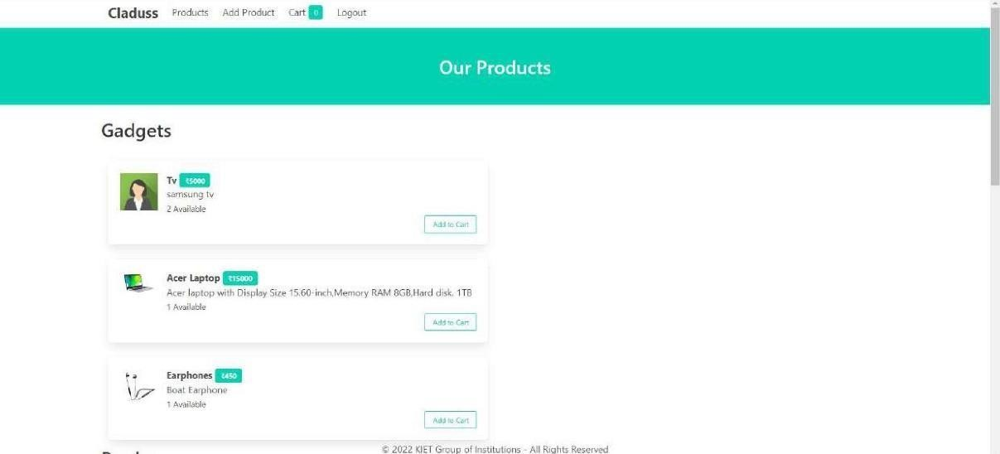 Claduss Products Add Product Cart 0 Logout
Our Products
Gadgets
Tv ₹5000
samsung tv
2 Available
Add to Cart
Acer Laptop ₹15000
Acer laptop with Display Size 15.60-inch,Memory RAM 8GB,Hard disk. 1TB
1 Available
Add to Cart
Earphones ₹450
Boat Earphone
1 Available
Add to Cart
© 2022 KIET Group of Institutions - All Rights Reserved